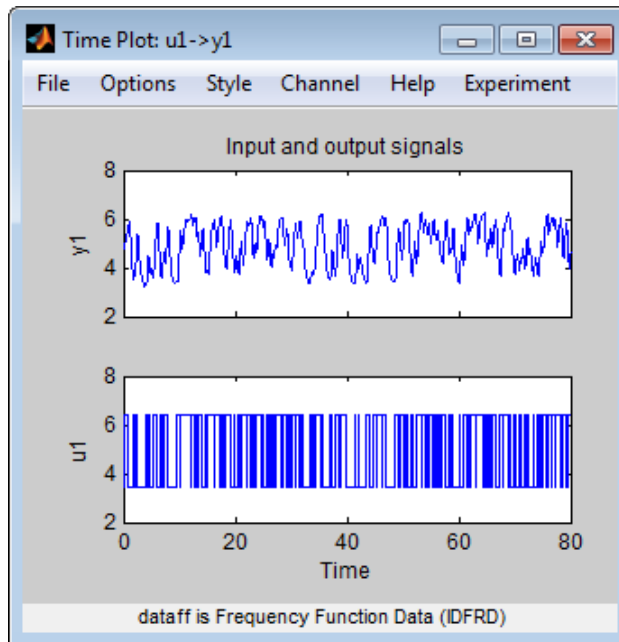 Time Plot: u1->y1
File Options Style Channel Help Experiment
Input and output signals
8
6
4
2
y1
8
6
4
2
u1
0 20 40 60 80
Time
dataff is Frequency Function Data (IDFRD)